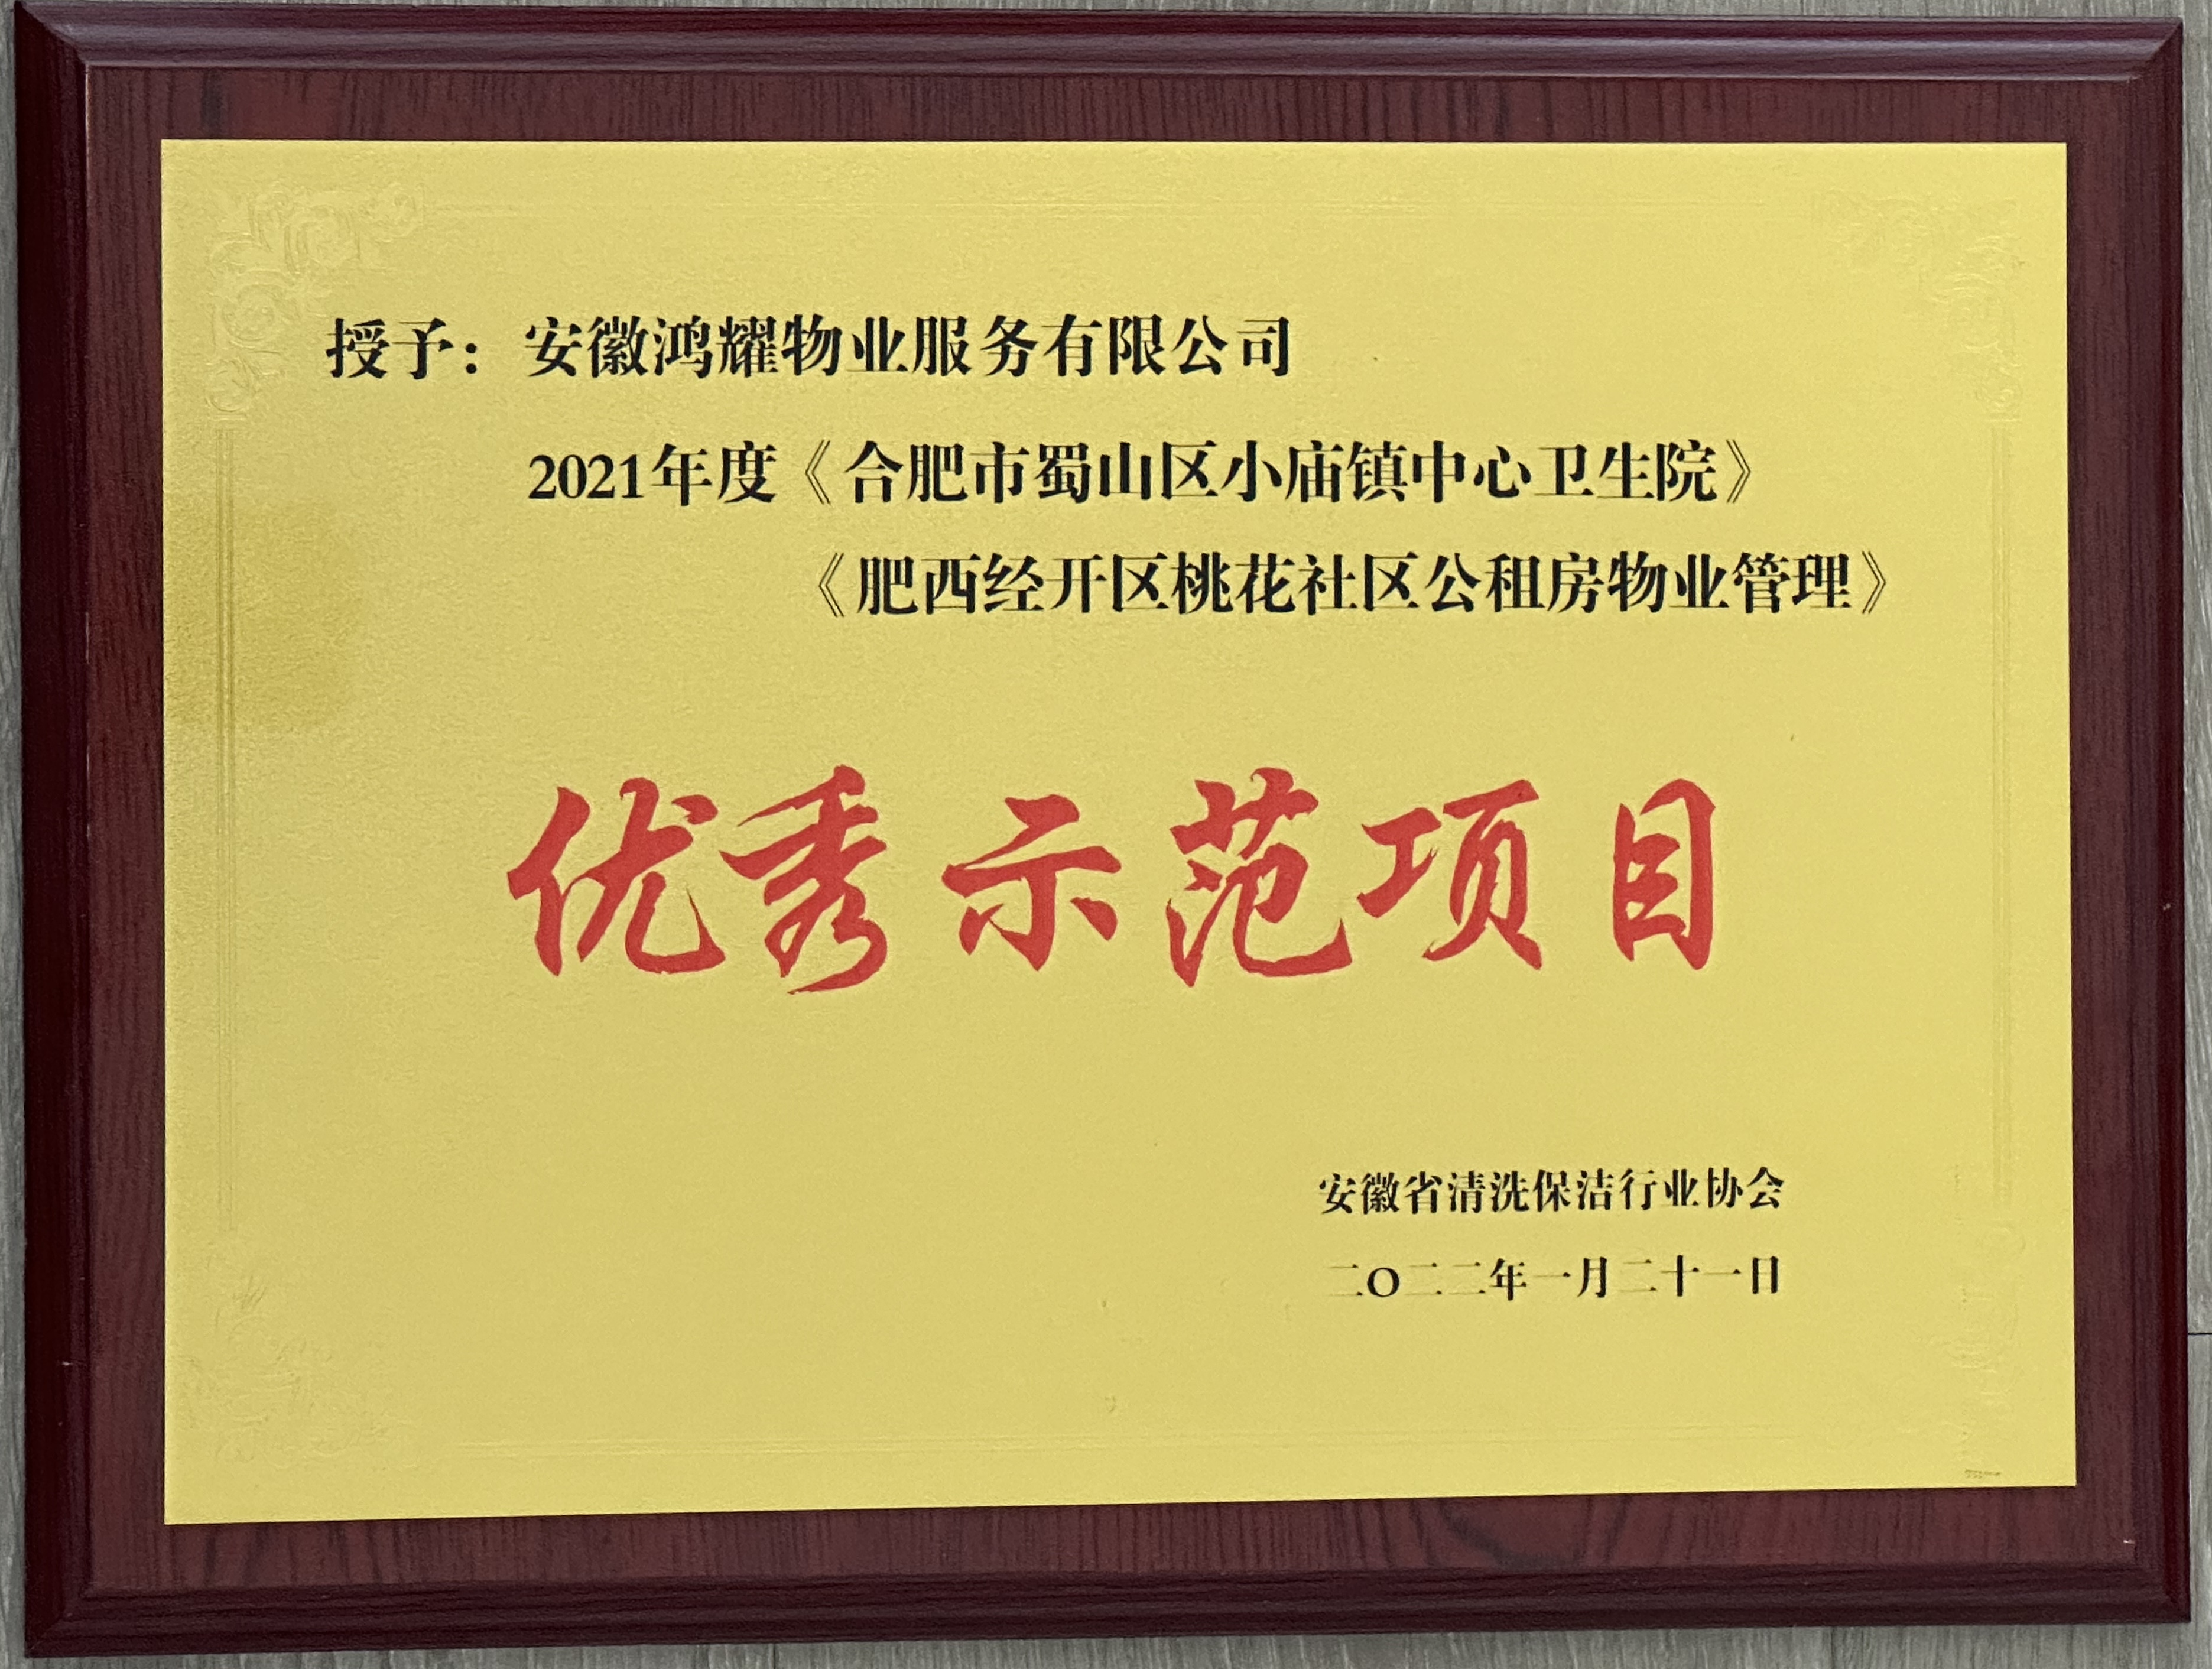 授予：安徽鸿耀物业服务有限公司
2021年度《合肥市蜀山区小庙镇中心卫生院》
《肥西经开区桃花社区公租房物业管理》
优秀示范项目
安徽省清洗保洁行业协会
二〇二二年一月二十一日